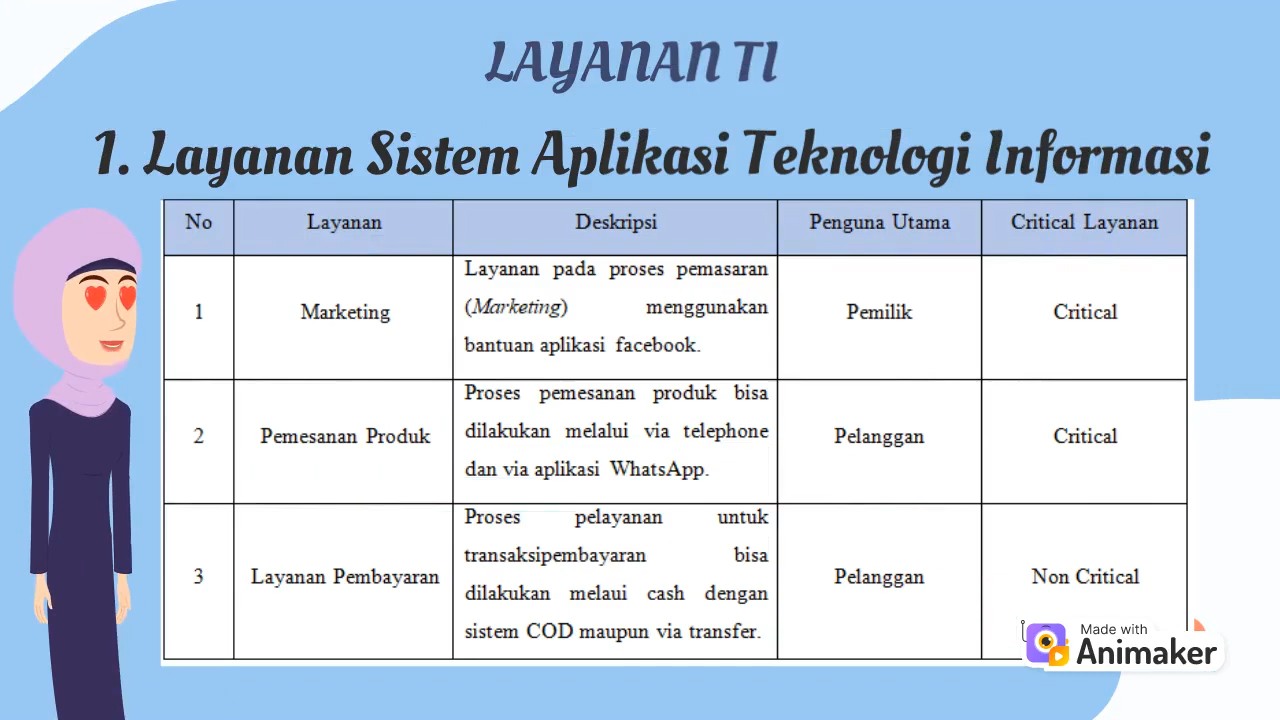 LAYANAN TI
1. Layanan Sistem Aplikasi Teknologi Informasi
No Layanan Deskripsi Penguna Utama Critical Layanan
Layanan pada proses pemasaran
1 Marketing (Marketing) menggunakan Pemilik Critical
bantuan aplikasi facebook.
Proses pemesanan produk bisa
2 Pemesanan Produk dilakukan melalui via telephone Pelanggan Critical
dan via aplikasi WhatsApp.
Proses pelayanan untuk
transaksipembayaran bisa
3 Layanan Pembayaran dilakukan melaui cash dengan Pelanggan Non Critical
sistem COD maupun via transfer.
Made with
Animaker